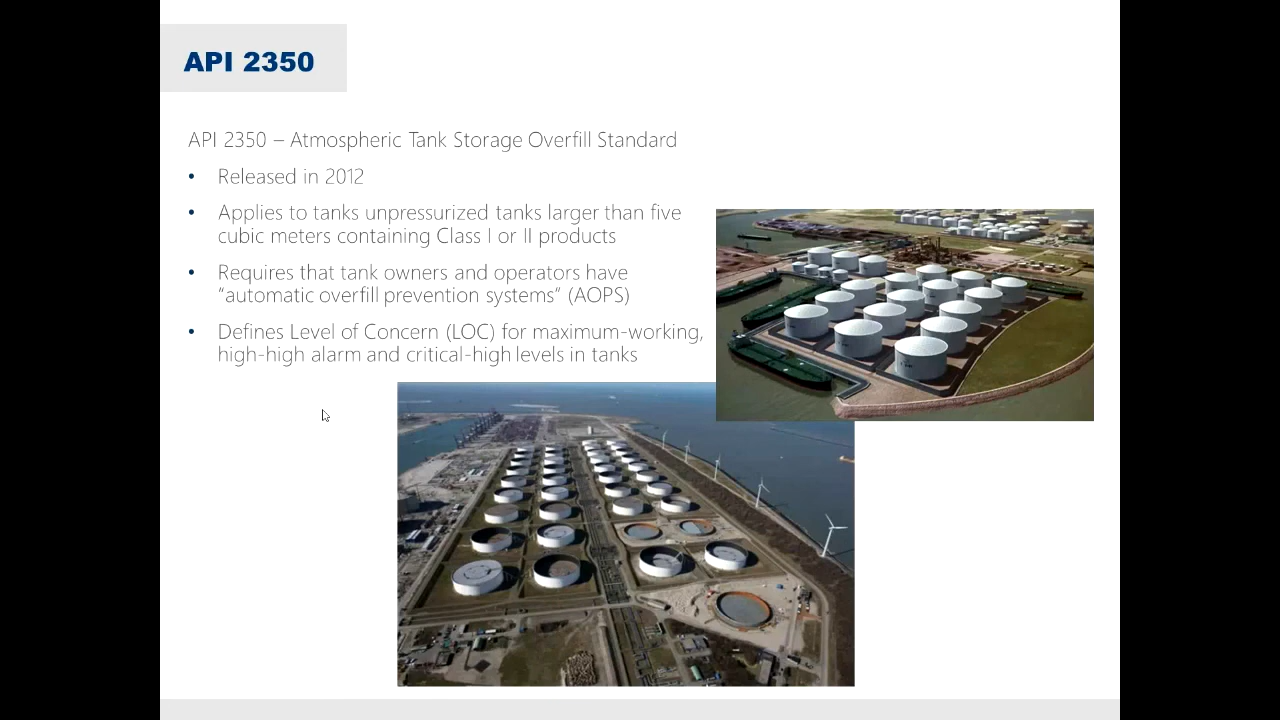 API 2350
API 2350 – Atmospheric Tank Storage Overfill Standard
• Released in 2012
• Applies to tanks unpressurized tanks larger than five
cubic meters containing Class I or II products
• Requires that tank owners and operators have
“automatic overfill prevention systems” (AOPS)
• Defines Level of Concern (LOC) for maximum-working,
high-high alarm and critical-high levels in tanks